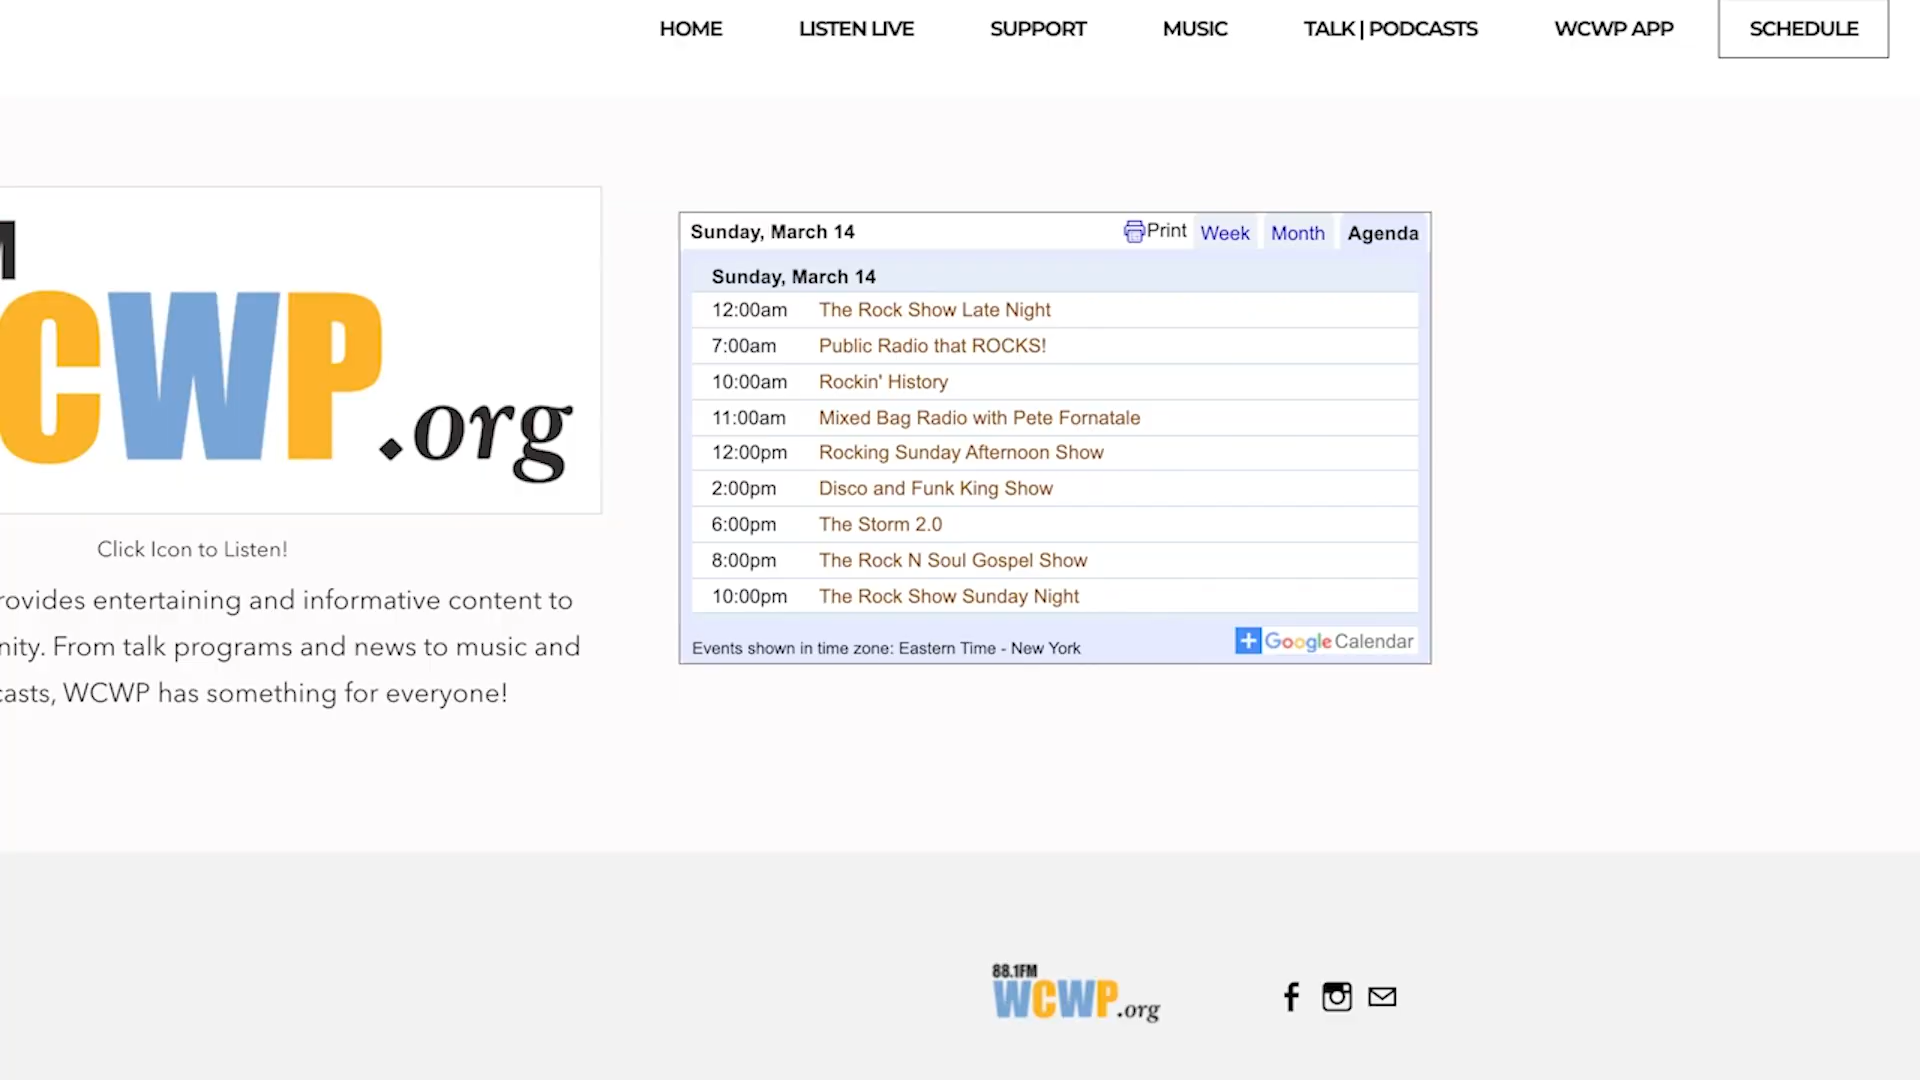 HOME LISTEN LIVE SUPPORT MUSIC TALK | PODCASTS WCWP APP SCHEDULE
CWP.org
Click Icon to Listen!
rovides entertaining and informative content to
nity. From talk programs and news to music and
casts, WCWP has something for everyone!
Sunday, March 14 Print Week Month Agenda
Sunday, March 14
12:00am The Rock Show Late Night
7:00am Public Radio that ROCKS!
10:00am Rockin' History
11:00am Mixed Bag Radio with Pete Fornatale
12:00pm Rocking Sunday Afternoon Show
2:00pm Disco and Funk King Show
6:00pm The Storm 2.0
8:00pm The Rock N Soul Gospel Show
10:00pm The Rock Show Sunday Night
Events shown in time zone: Eastern Time - New York
Google Calendar
88.1FM
WCWP.org